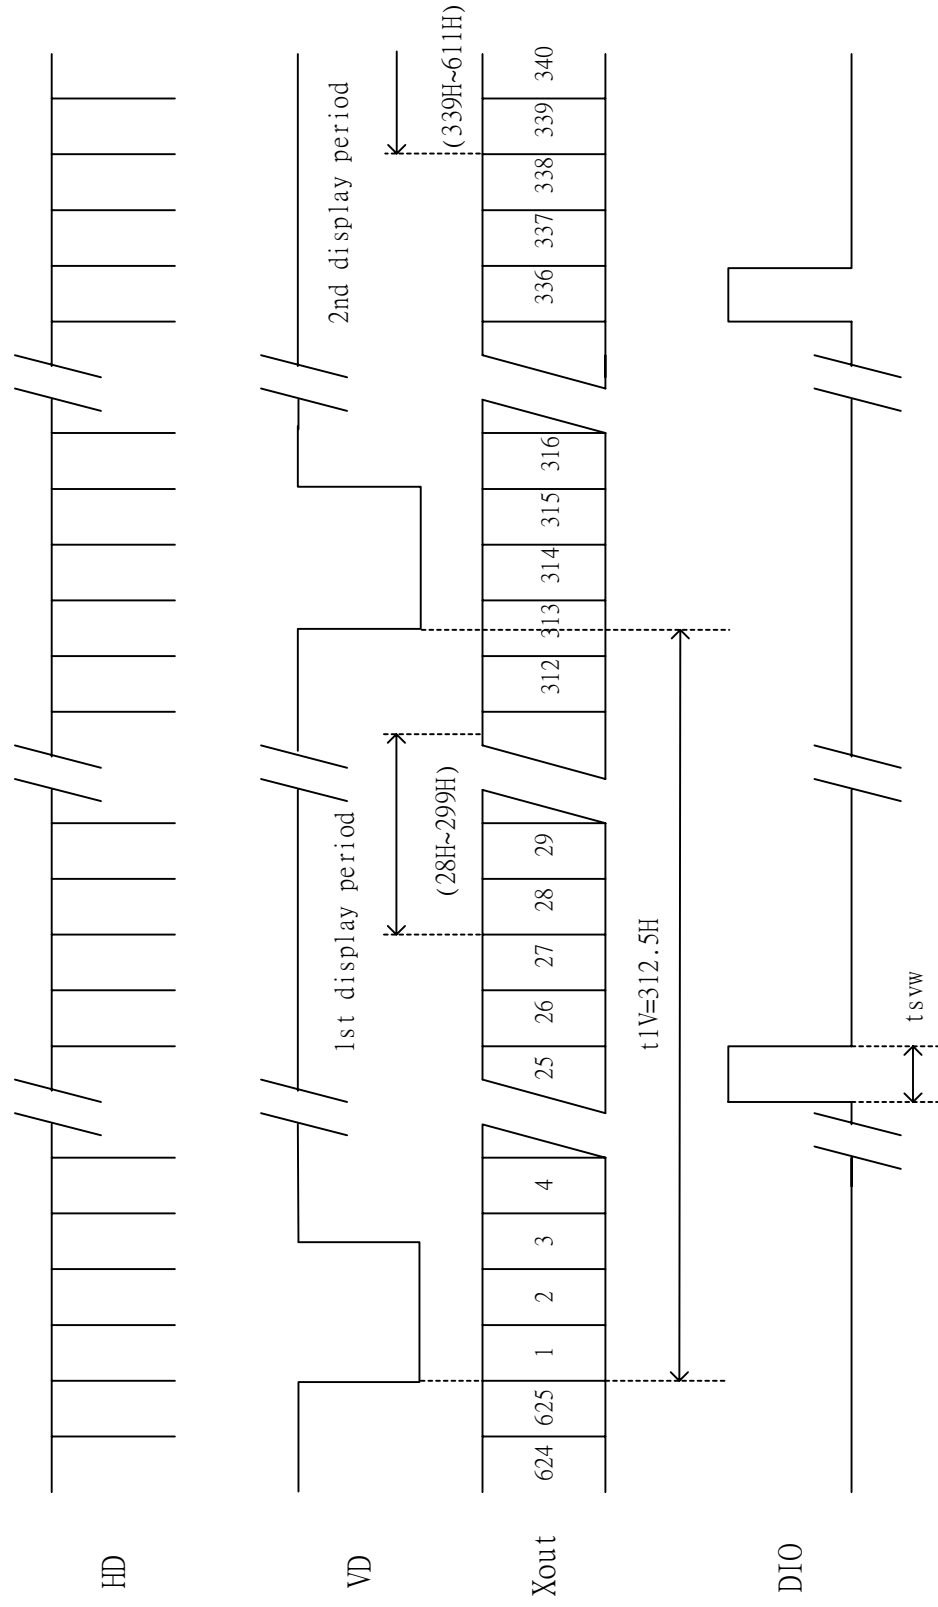 HD
VD
1st display period
2nd display period
(28H~299H)
(339H~611H)
Xout
624 625 1 2 3 4 25 26 27 28 29 312 313 314 315 316 336 337 338 339 340
t1V=312.5H
DIO
tsvw